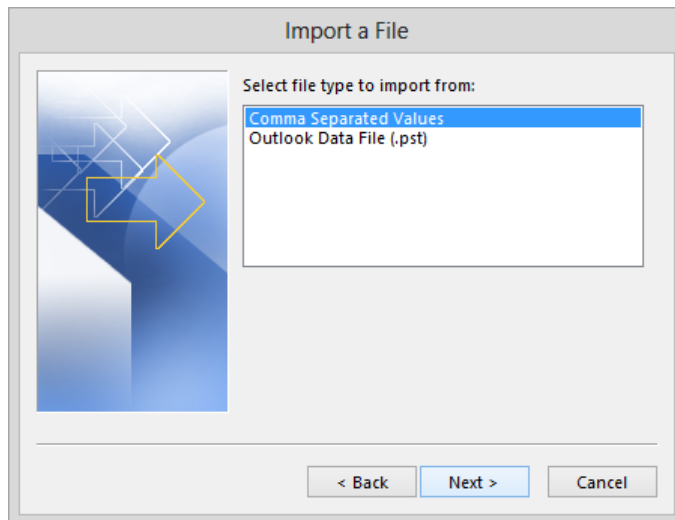 Import a File
Select file type to import from:
Comma Separated Values
Outlook Data File (.pst)
< Back
Next >
Cancel